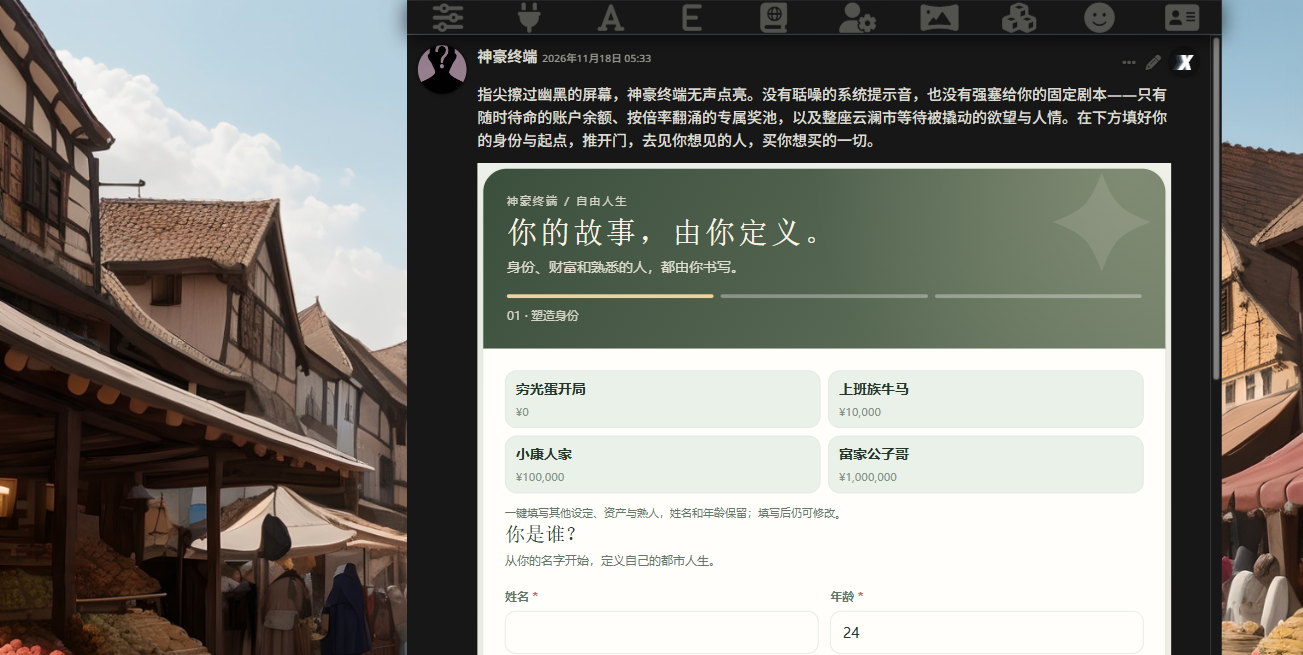 神豪终端 2026年11月18日 05:33
指尖擦过幽黑的屏幕，神豪终端无声点亮。没有聒噪的系统提示音，也没有强塞给你的固定剧本——只有
随时待命的账户余额、按倍率翻涌的专属奖池，以及整座云澜市等待被撬动的欲望与人情。在下方填好你
的身份与起点，推开门，去见你想见的人，买你想买的一切。
神豪终端 / 自由人生
你的故事，由你定义。
身份、财富和熟悉的人，都由你书写。
01 · 塑造身份
穷光蛋开局
¥0
上班族牛马
¥10,000
小康人家
¥100,000
富家公子哥
¥1,000,000
一键填写其他设定、资产与熟人，姓名和年龄保留；填写后仍可修改。
你是谁？
从你的名字开始，定义自己的都市人生。
姓名 *
年龄 *
24